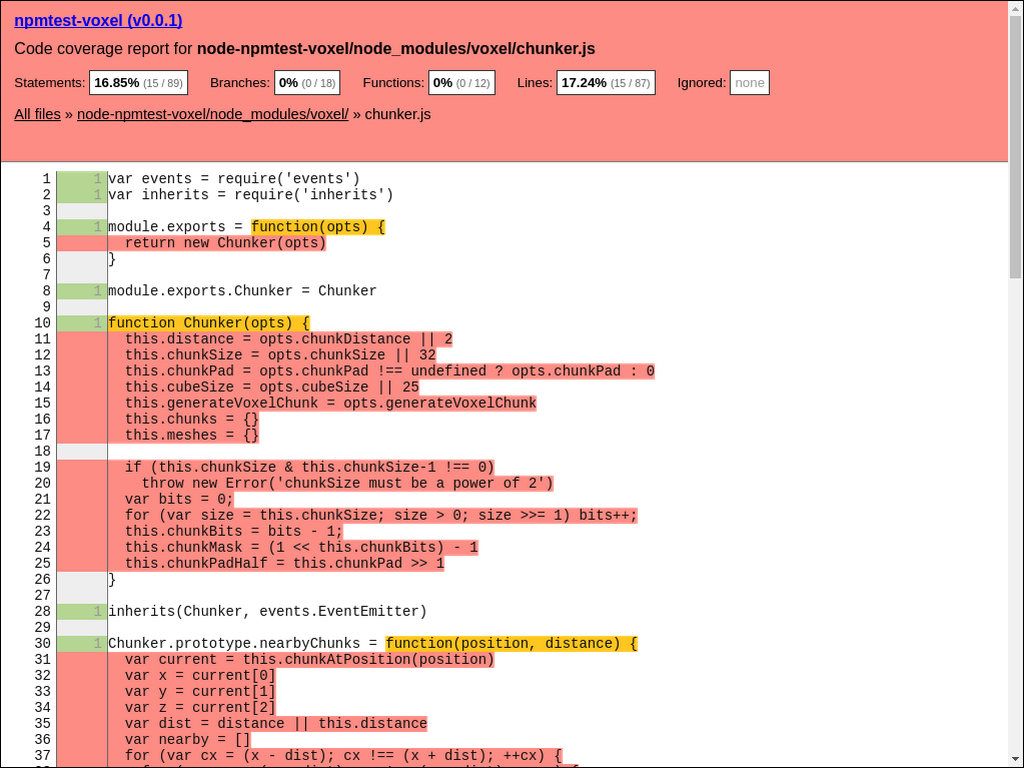 npmtest-voxel (v0.0.1)
Code coverage report for node-npmtest-voxel/node_modules/voxel/chunker.js
Statements: 16.85% (15 / 89) Branches: 0% (0 / 18) Functions: 0% (0 / 12) Lines: 17.24% (15 / 87) Ignored: none
All files » node-npmtest-voxel/node_modules/voxel/ » chunker.js
1 1 var events = require('events')
2 1 var inherits = require('inherits')
3
4 1 module.exports = function(opts) {
5 return new Chunker(opts)
6 }
7
8 1 module.exports.Chunker = Chunker
9
10 1 function Chunker(opts) {
11 this.distance = opts.chunkDistance || 2
12 this.chunkSize = opts.chunkSize || 32
13 this.chunkPad = opts.chunkPad !== undefined ? opts.chunkPad : 0
14 this.cubeSize = opts.cubeSize || 25
15 this.generateVoxelChunk = opts.generateVoxelChunk
16 this.chunks = {}
17 this.meshes = {}
18
19 if (this.chunkSize & this.chunkSize-1 !== 0)
20 throw new Error('chunkSize must be a power of 2')
21 var bits = 0;
22 for (var size = this.chunkSize; size > 0; size >>= 1) bits++;
23 this.chunkBits = bits - 1;
24 this.chunkMask = (1 << this.chunkBits) - 1
25 this.chunkPadHalf = this.chunkPad >> 1
26 }
27
28 1 inherits(Chunker, events.EventEmitter)
29
30 1 Chunker.prototype.nearbyChunks = function(position, distance) {
31 var current = this.chunkAtPosition(position)
32 var x = current[0]
33 var y = current[1]
34 var z = current[2]
35 var dist = distance || this.distance
36 var nearby = []
37 for (var cx = (x - dist); cx !== (x + dist); ++cx) {